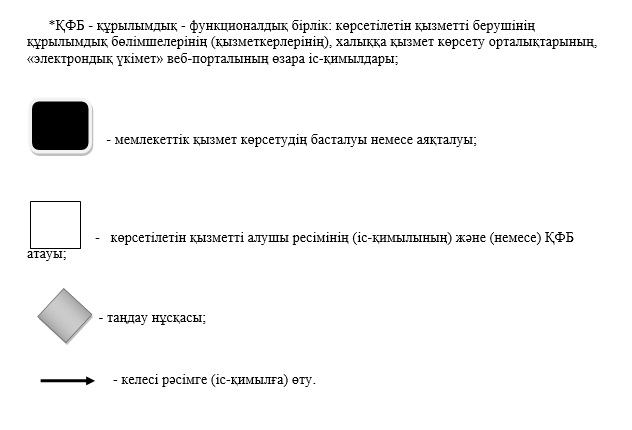 *ҚФБ - құрылымдық - функционалдық бірлік: көрсетілетін қызметті берушінің
құрылымдық бөлімшелерінің (қызметкерлерінің), халыққа қызмет көрсету орталықтарының,
«электрондық үкімет» веб-порталының өзара іс-қимылдары;
- мемлекеттік қызмет көрсетудің басталуы немесе аяқталуы;
- көрсетілетін қызметті алушы ресімінің (іс-қимылының) және (немесе) ҚФБ
атауы;
- таңдау нұсқасы;
- келесі рәсімге (іс-қимылға) өту.